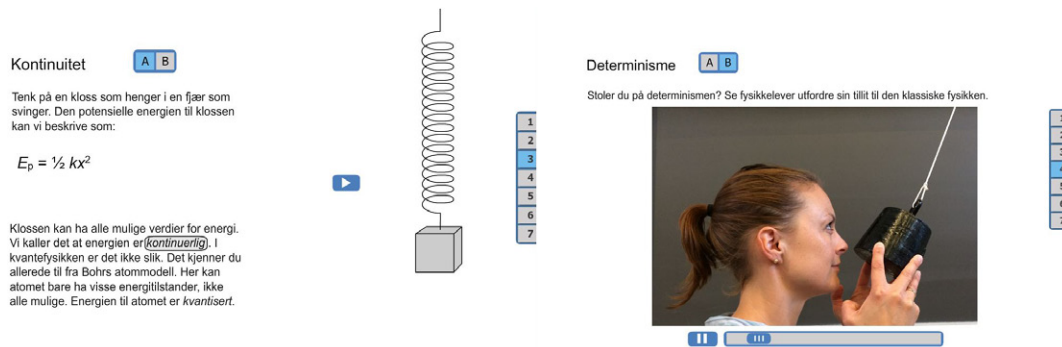 Kontinuitet
A B
Tenk på en kloss som henger i en fjær som
svinger. Den potensielle energien til klossen
kan vi beskrive som:
Eₚ = ½ kx²
Klossen kan ha alle mulige verdier for energi.
Vi kaller det at energien er kontinuerlig. I
kvantefysikken er det ikke slik. Det kjenner du
allerede til fra Bohrs atommodell. Her kan
atomet bare ha visse energitilstander, ikke
alle mulige. Energien til atomet er kvantisert.
1
2
3
4
5
6
7
Determinisme
A B
Stoler du på determinismen? Se fysikkelever utfordre sin tillit til den klassiske fysikken.